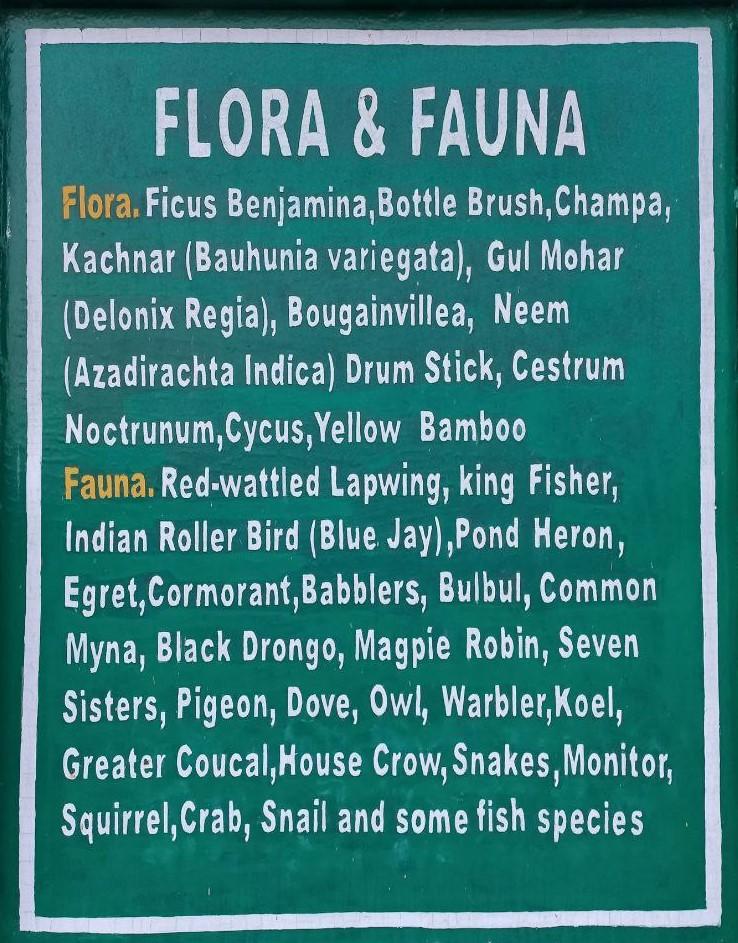 FLORA & FAUNA
Flora. Ficus Benjamina,Bottle Brush,Champa,
Kachnar (Bauhunia variegata), Gul Mohar
(Delonix Regia), Bougainvillea, Neem
(Azadirachta Indica) Drum Stick, Cestrum
Noctrunum,Cycus,Yellow Bamboo
Fauna. Red-wattled Lapwing, king Fisher,
Indian Roller Bird (Blue Jay),Pond Heron,
Egret,Cormorant,Babblers, Bulbul, Common
Myna, Black Drongo, Magpie Robin, Seven
Sisters, Pigeon, Dove, Owl, Warbler,Koel,
Greater Coucal,House Crow,Snakes,Monitor,
Squirrel,Crab, Snail and some fish species